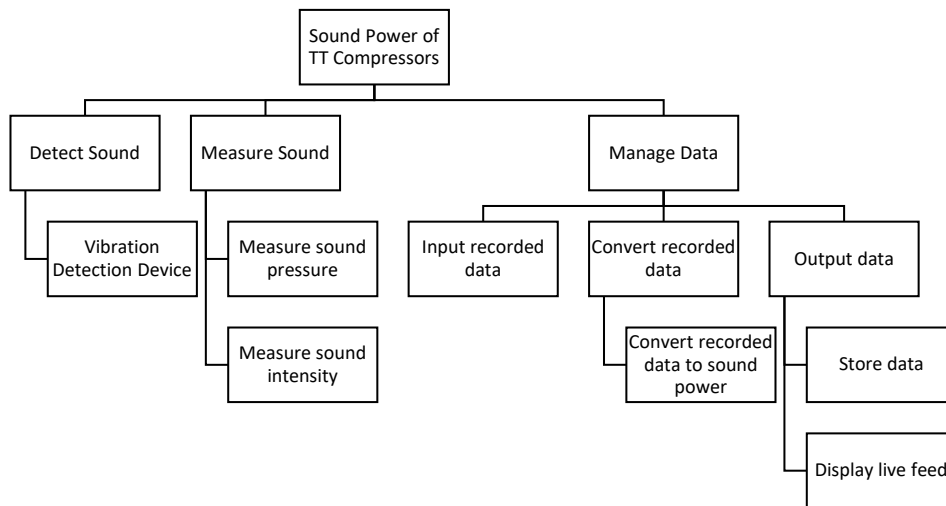 Sound Power of
TT Compressors
Detect Sound
Measure Sound
Manage Data
Vibration
Detection Device
Measure sound
pressure
Input recorded
data
Convert recorded
data
Output data
Measure sound
intensity
Convert recorded
data to sound
power
Store data
Display live feed